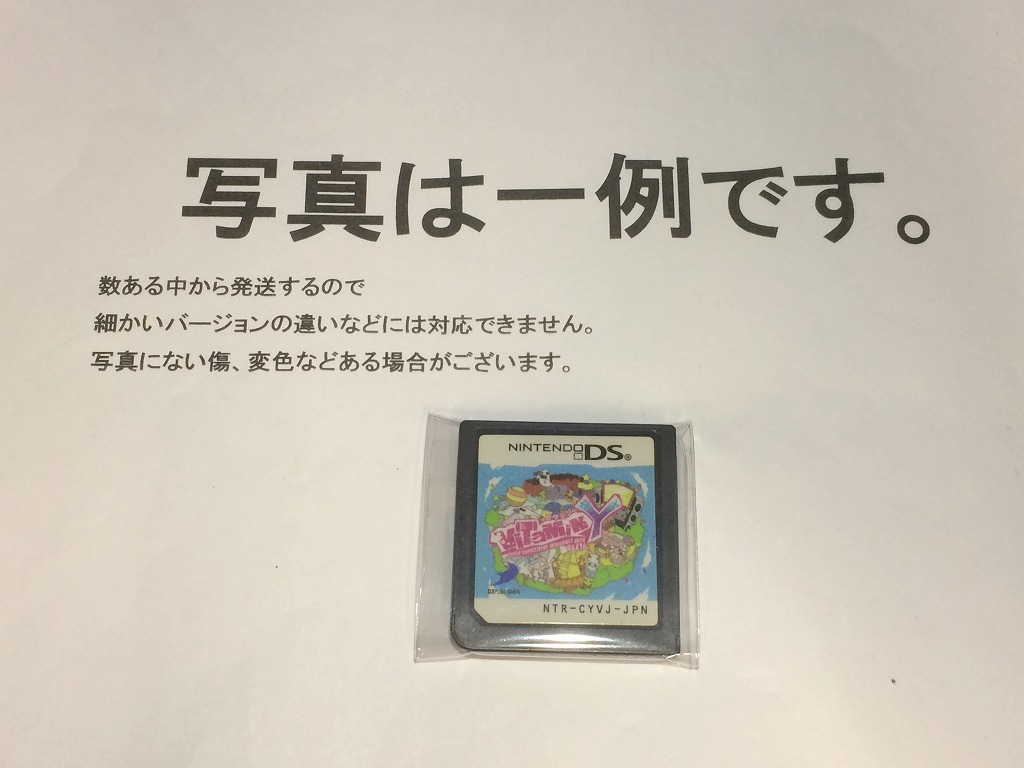 写真は一例です。
数ある中から発送するので
細かいバージョンの違いなどには対応できません。
写真にない傷、変色などある場合がございます。
NINTENDO DS®
VitaminY
D3PUBLISHER
NTR-CYVJ-JPN